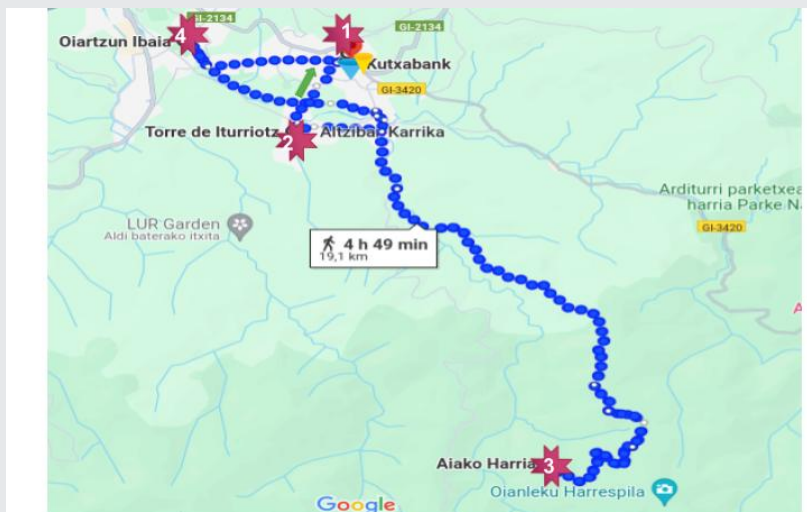 GI-2134
4
1
GI-2134
Oiartzun Ibaia
Kutxabank
GI-3420
Torre de Iturriotz
Altzibar Karrika
2
Arditurri parketxea
harria Parke Na
LUR Garden
Aldi baterako itxita
GI-3420
4 h 49 min
19,1 km
A
Aiako Harria
3
Oianleku Harrespila
Google